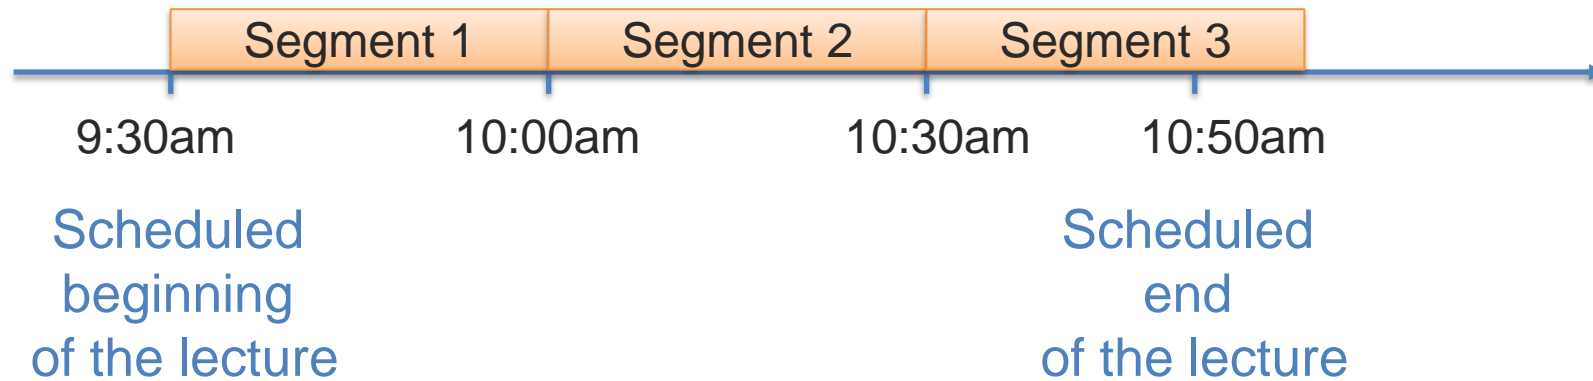 Segment 1 Segment 2 Segment 3
9:30am 10:00am 10:30am 10:50am
Scheduled
beginning
of the lecture
Scheduled
end
of the lecture